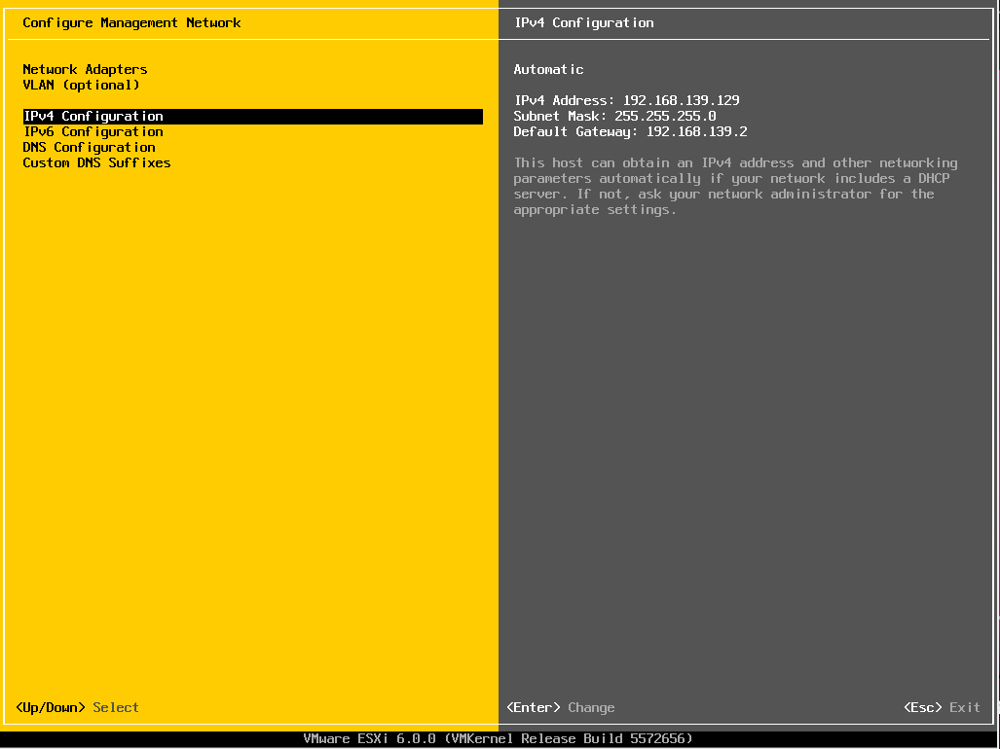 Configure Management Network
Network Adapters
VLAN (optional)
IPv4 Configuration
IPv6 Configuration
DNS Configuration
Custom DNS Suffixes
<Up/Down> Select
IPv4 Configuration
Automatic
IPv4 Address: 192.168.139.129
Subnet Mask: 255.255.255.0
Default Gateway: 192.168.139.2
This host can obtain an IPv4 address and other networking
parameters automatically if your network includes a DHCP
server. If not, ask your network administrator for the
appropriate settings.
<Enter> Change
<Esc> Exit
VMware ESXi 6.0.0 (VMKernel Release Build 5572656)